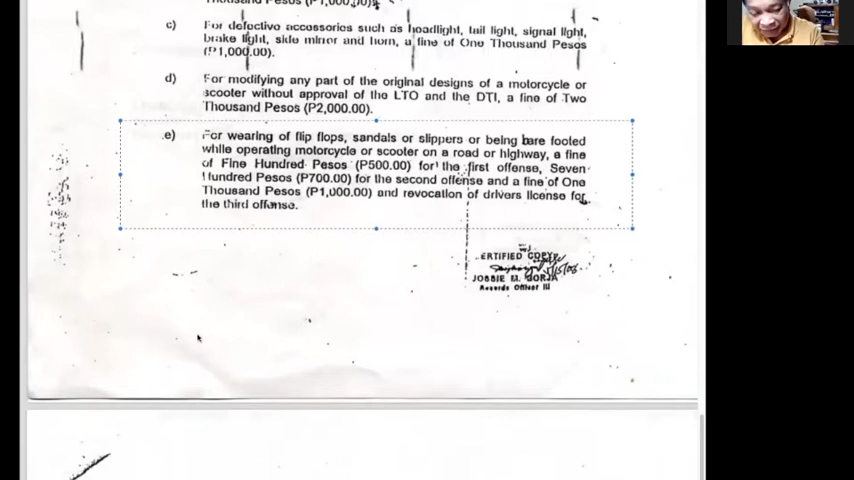 Thousand Pesos (P1,000.00).
c) For defective accessories such as headlight, tail light, signal light,
brake light, side mirror and horn, a fine of One Thousand Pesos
(P1,000.00).
d) For modifying any part of the original designs of a motorcycle or
scooter without approval of the LTO and the DTI, a fine of Two
Thousand Pesos (P2,000.00).
e) For wearing of flip flops, sandals or slippers or being bare footed
while operating motorcycle or scooter on a road or highway, a fine
of Fine Hundred Pesos (P500.00) for the first offense, Seven
Hundred Pesos (P700.00) for the second offense and a fine of One
Thousand Pesos (P1,000.00) and revocation of drivers license for
the third offense.
CERTIFIED COPY
JOSSIE M. BORJA
Records Officer III